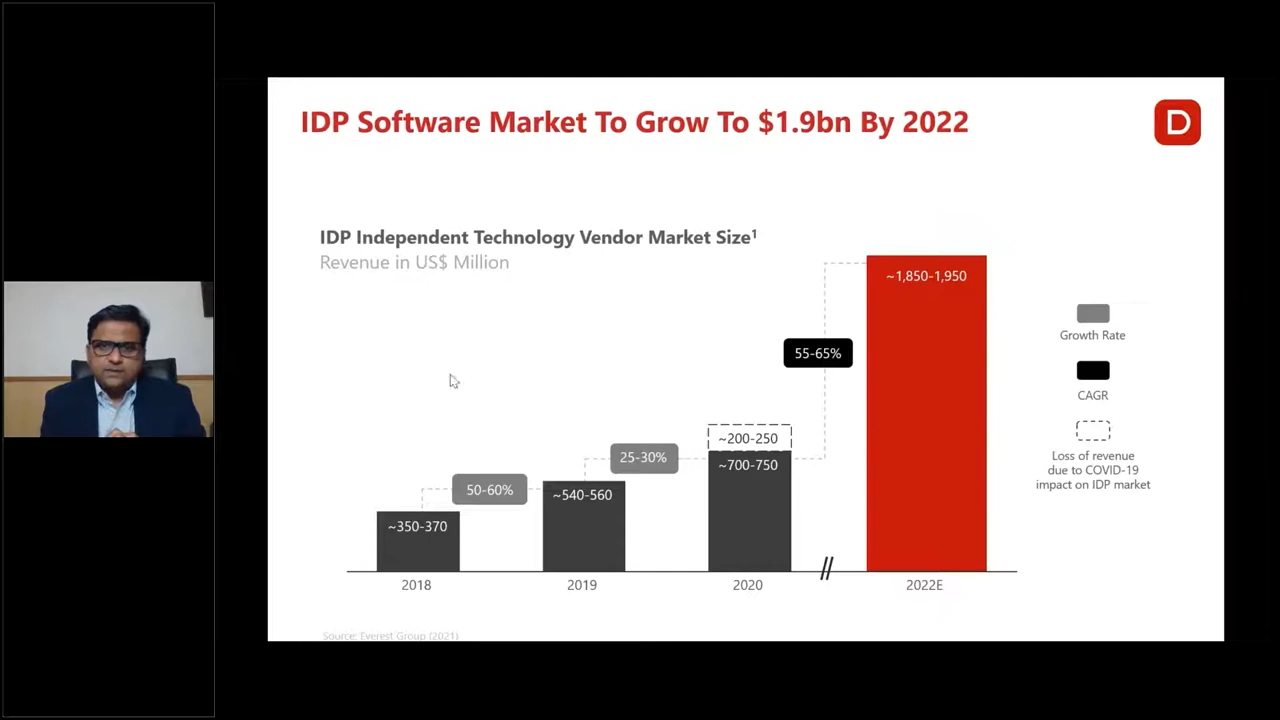 IDP Software Market To Grow To $1.9bn By 2022
D
IDP Independent Technology Vendor Market Size¹
Revenue in US$ Million
~1,850-1,950
Growth Rate
55-65%
CAGR
~200-250
25-30%
~700-750
Loss of revenue
due to COVID-19
impact on IDP market
50-60%
~540-560
~350-370
2018
2019
2020
2022E
Source: Everest Group (2021)